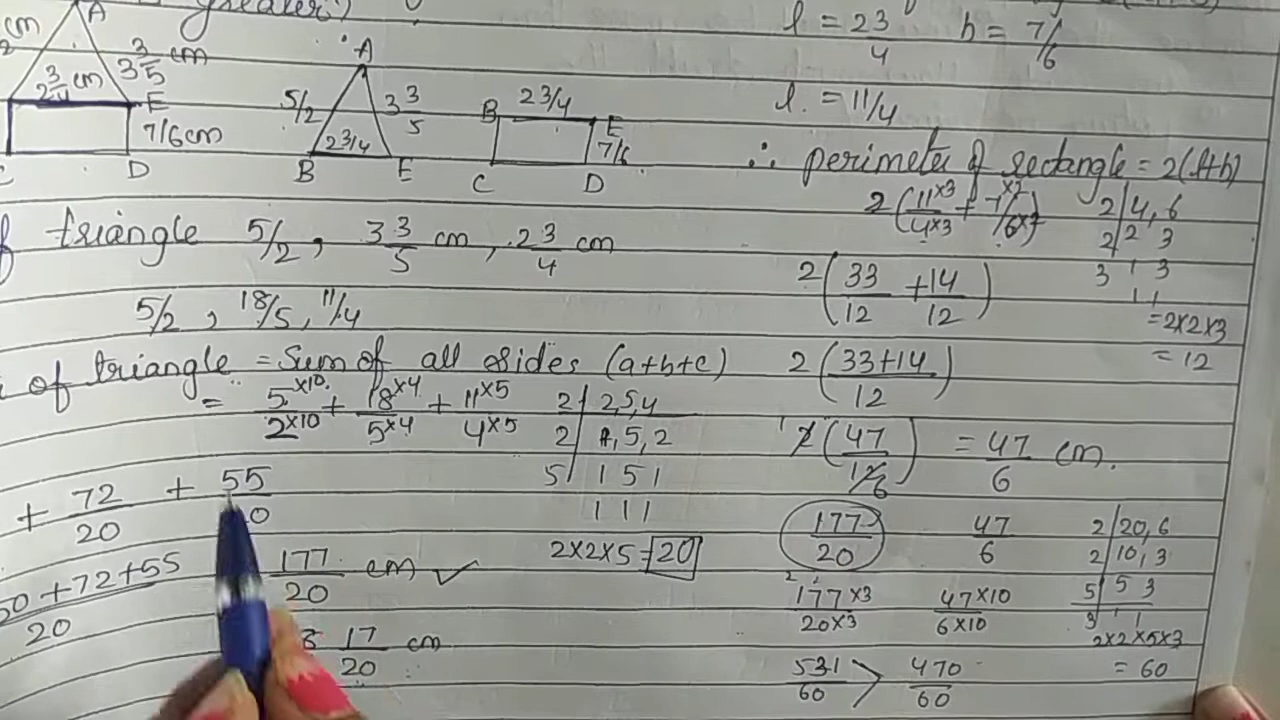 greater?)
A
cm
3 3/5 cm
2 3/4 cm
E
7/6 cm
D
A
5/2
3 3/5
2 3/4
B E
2 3/4
B E
7/6
C D
triangle 5/2, 3 3/5 cm, 2 3/4 cm
5/2, 18/5, 11/4
of triangle = Sum of all sides (a+b+c)
= 5×10/2×10 + 18×4/5×4 + 11×5/4×5
2 | 2,5,4
2 | 1,5,2
5 | 1 5 1
1 1 1
2×2×5=20
+ 72/20 + 55/20
+72+55/20
177/20 cm ✓
17/20 cm
l = 23/4 b = 7/6
l. = 11/4
∴ perimeter of rectangle = 2(l+b)
2(11×3/4×3 + 7×2/6×2)
2 | 4, 6
2 | 2 3
3 | 1 3
1 1
= 2×2×3
= 12
2(33/12 + 14/12)
2(33+14/12)
2(47/12) = 47/6 cm.
177/20 47/6
2 | 20, 6
2 | 10, 3
5 | 5 3
3 | 1 1
2×2×5×3
= 60
177×3/20×3 47×10/6×10
531/60 > 470/60